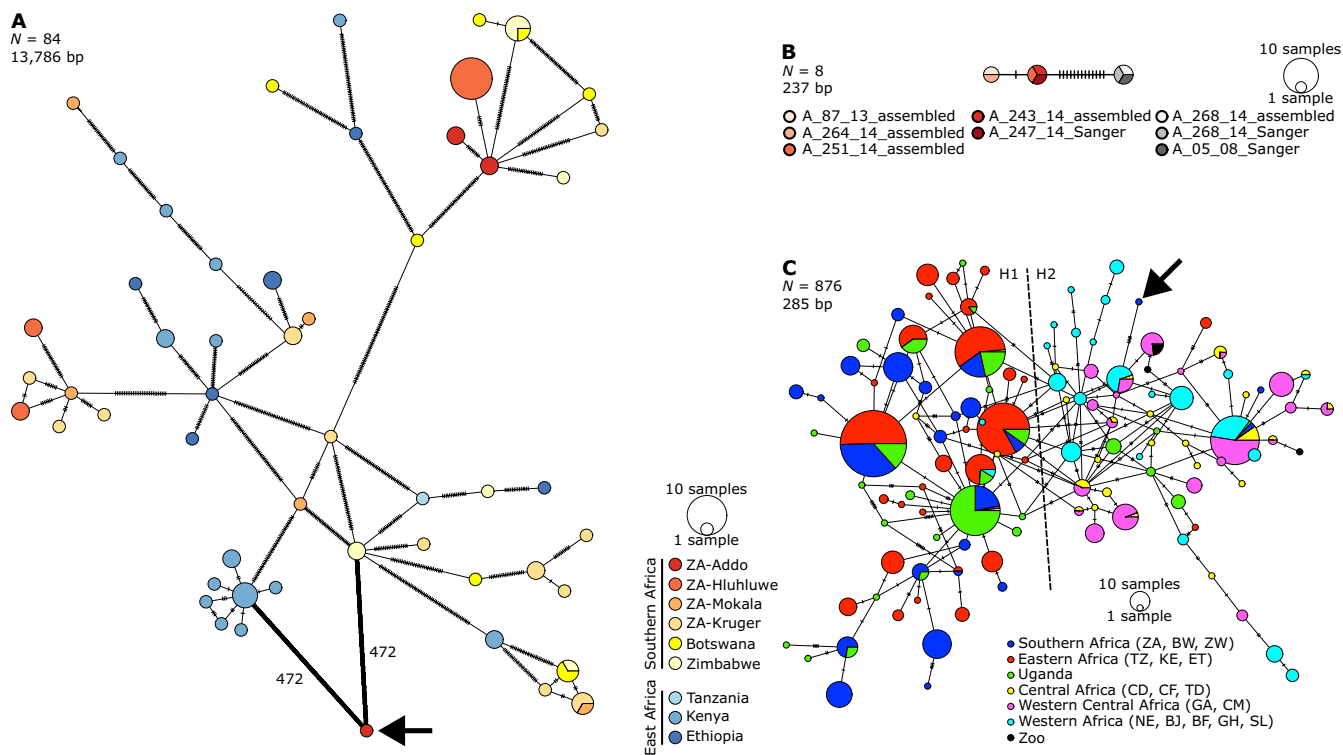 A
N = 84
13,786 bp
472
472
10 samples
1 sample
Southern Africa
ZA-Addo
ZA-Hluhluwe
ZA-Mokala
ZA-Kruger
Botswana
Zimbabwe
East Africa
Tanzania
Kenya
Ethiopia
B
N = 8
237 bp
10 samples
1 sample
A_87_13_assembled
A_264_14_assembled
A_251_14_assembled
A_243_14_assembled
A_247_14_Sanger
A_268_14_assembled
A_268_14_Sanger
A_05_08_Sanger
C
N = 876
285 bp
H1
H2
10 samples
1 sample
Southern Africa (ZA, BW, ZW)
Eastern Africa (TZ, KE, ET)
Uganda
Central Africa (CD, CF, TD)
Western Central Africa (GA, CM)
Western Africa (NE, BJ, BF, GH, SL)
Zoo